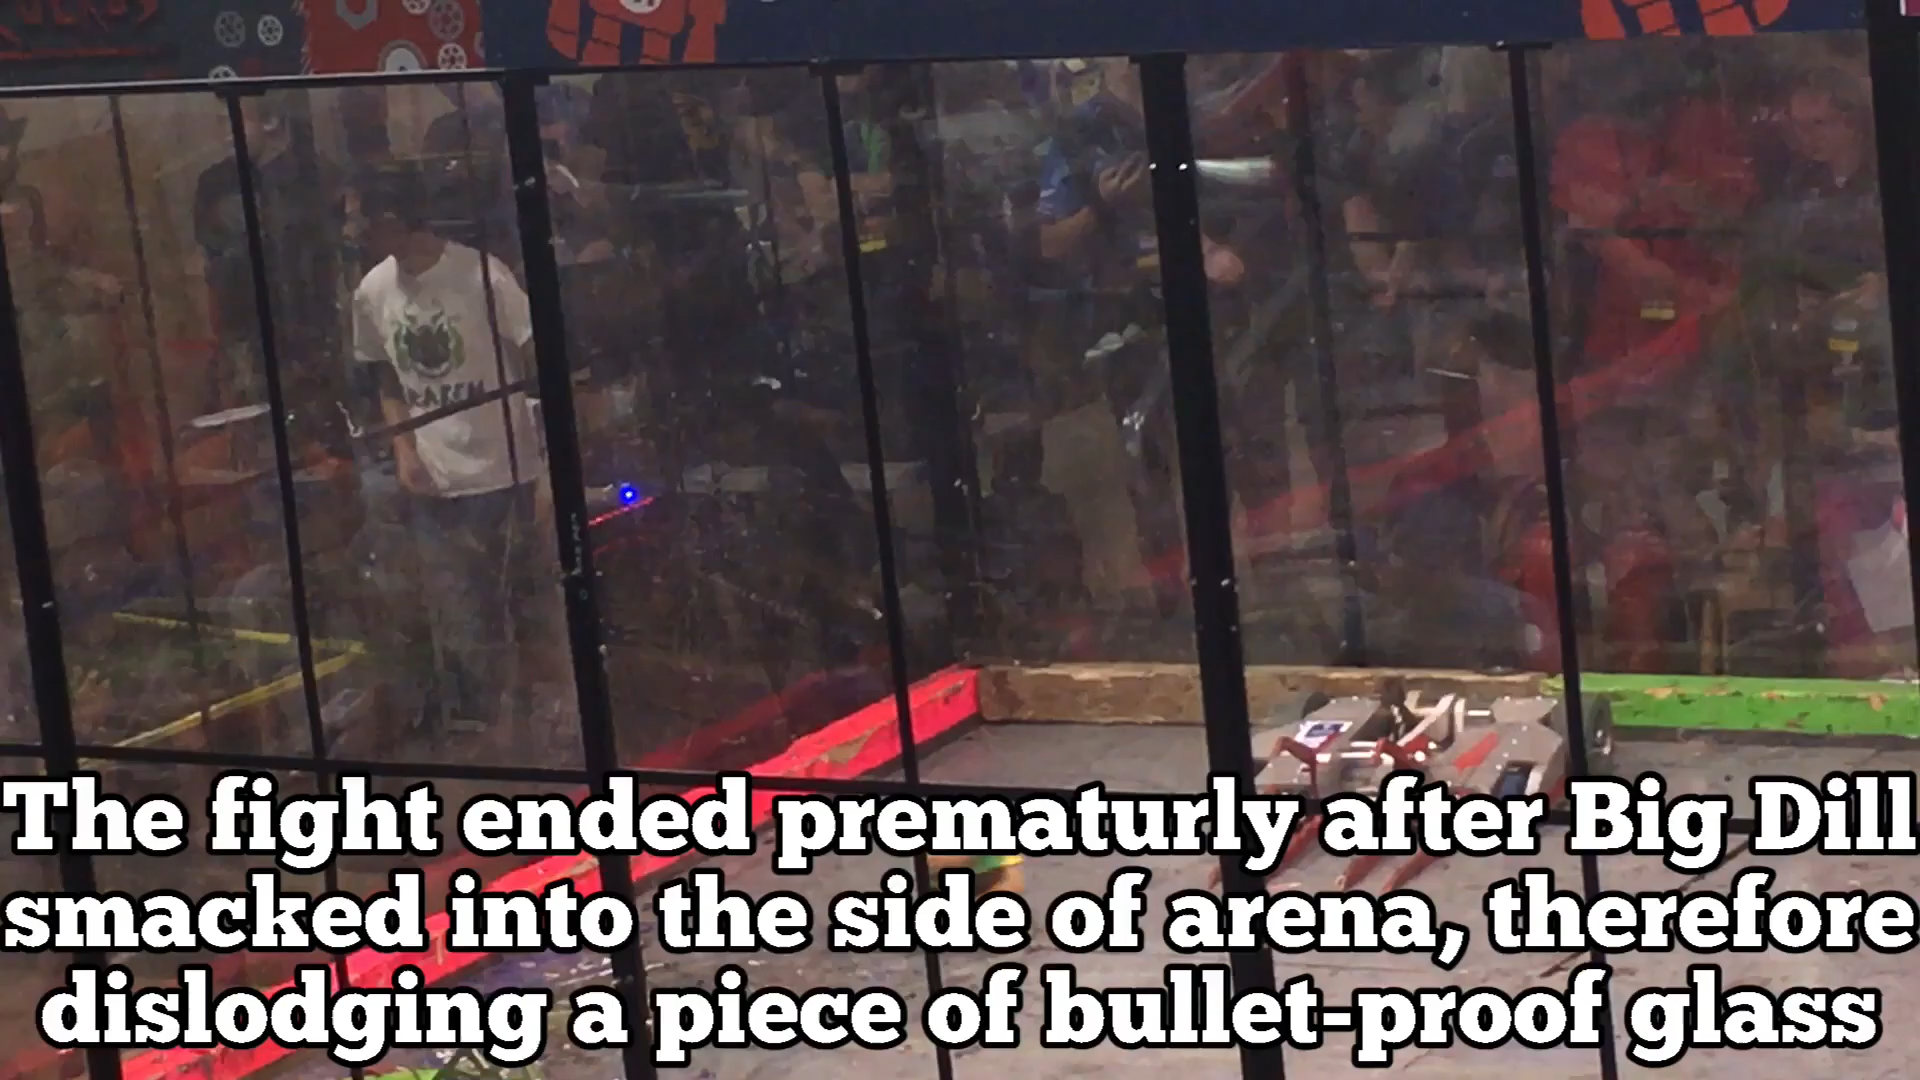 The fight ended prematurly after Big Dill
smacked into the side of arena, therefore
dislodging a piece of bullet-proof glass